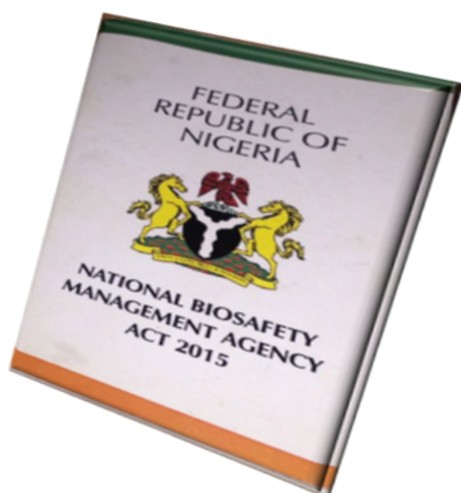 FEDERAL
REPUBLIC OF
NIGERIA
NATIONAL BIOSAFETY
MANAGEMENT AGENCY
ACT 2015